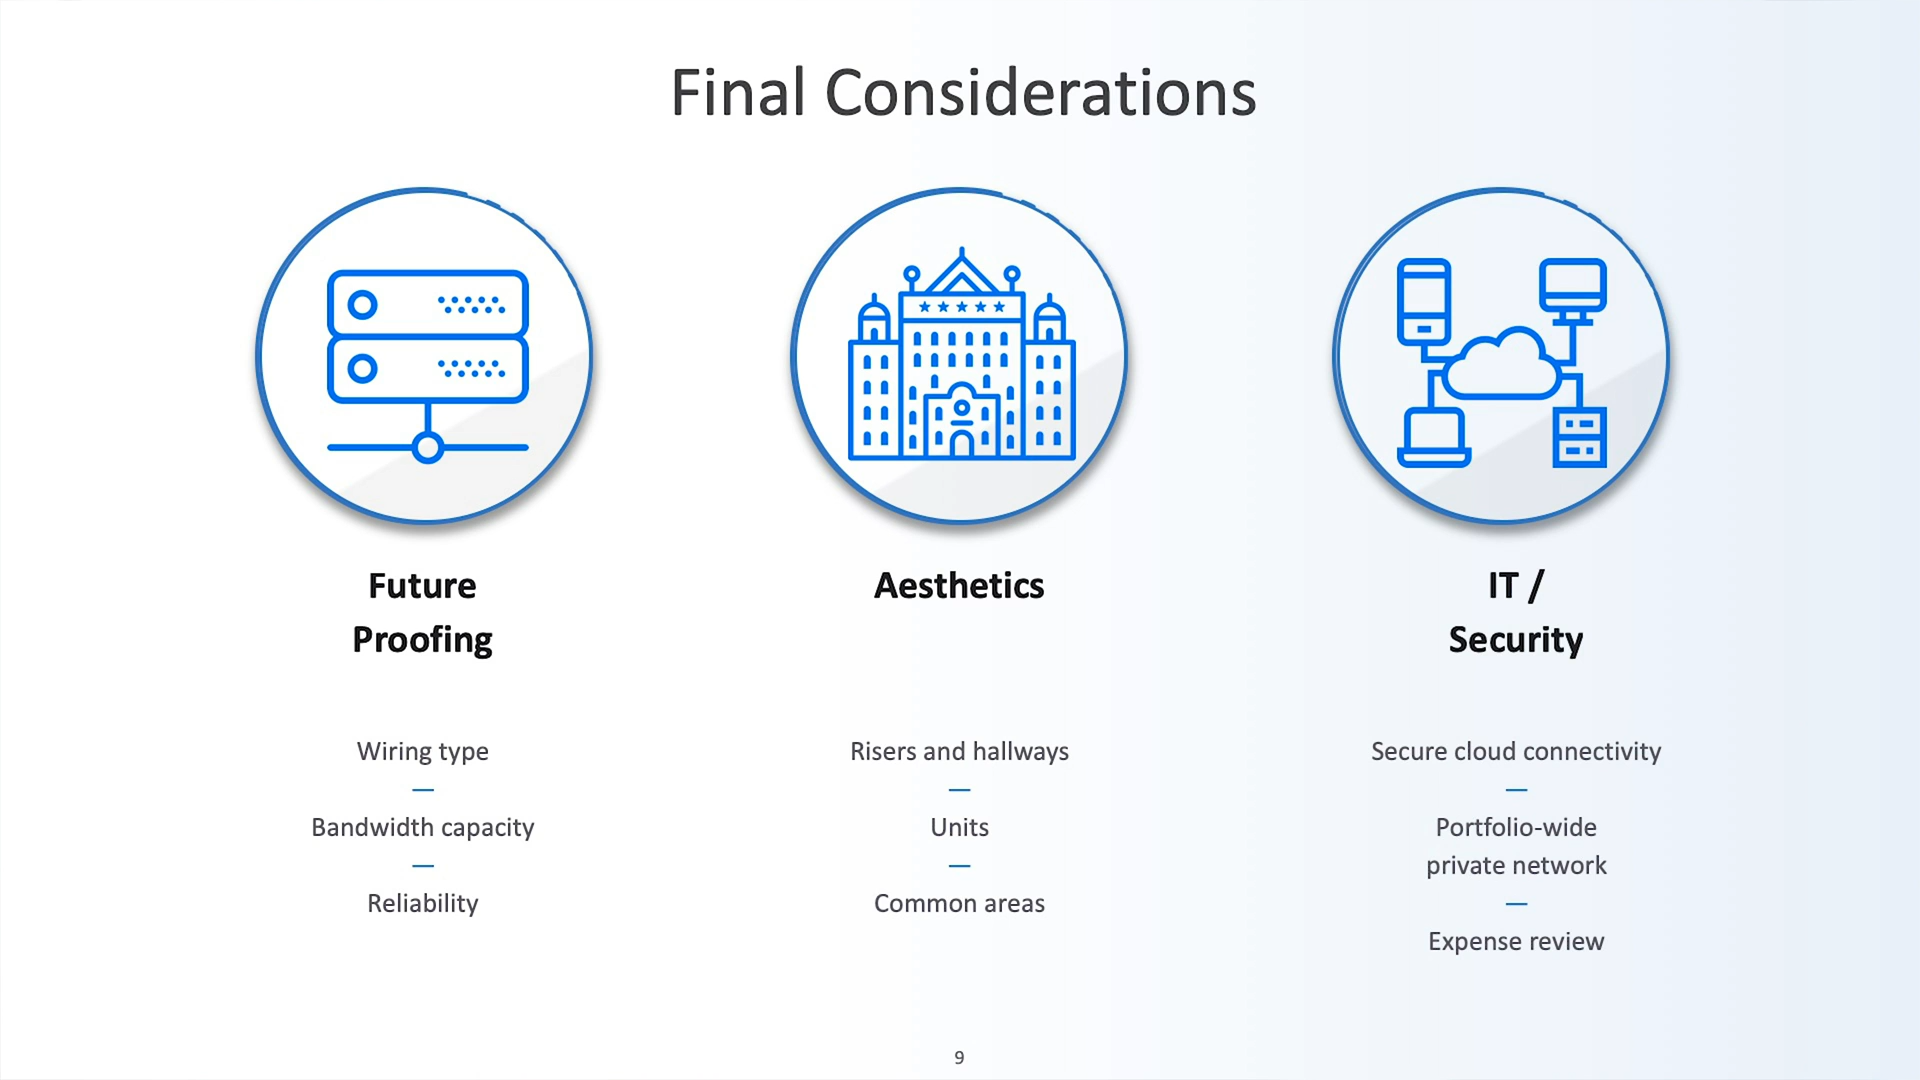 Final Considerations
Future
Proofing
Wiring type
—
Bandwidth capacity
—
Reliability
Aesthetics
Risers and hallways
—
Units
—
Common areas
IT /
Security
Secure cloud connectivity
—
Portfolio-wide
private network
—
Expense review
9